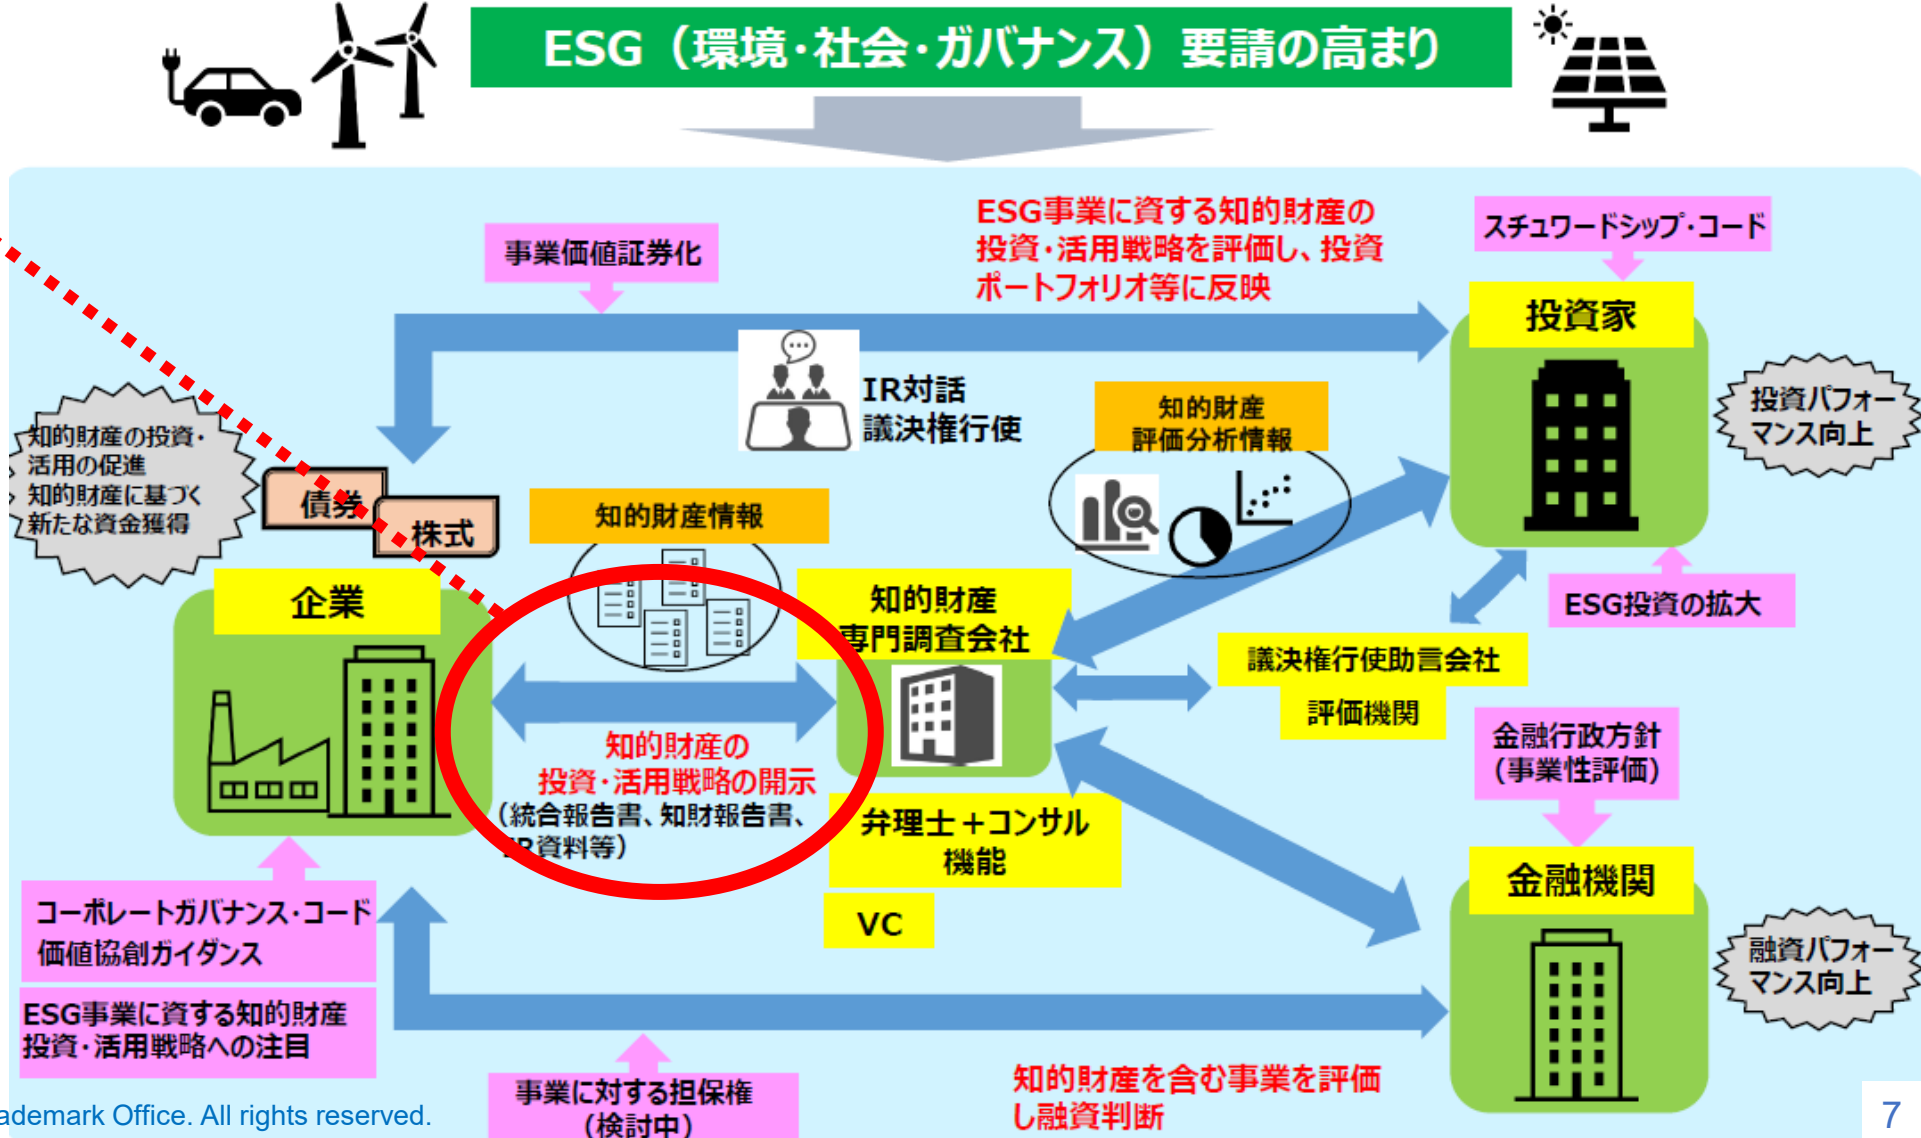 ESG（環境・社会・ガバナンス）要請の高まり
事業価値証券化
ESG事業に資する知的財産の
投資・活用戦略を評価し、投資
ポートフォリオ等に反映
スチュワードシップ・コード
投資家
IR対話
議決権行使
知的財産
評価分析情報
投資パフォー
マンス向上
知的財産の投資・
活用の促進
知的財産に基づく
新たな資金獲得
債券
株式
知的財産情報
企業
知的財産
専門調査会社
ESG投資の拡大
議決権行使助言会社
評価機関
知的財産の
投資・活用戦略の開示
（統合報告書、知財報告書、
IR資料等）
弁理士＋コンサル
機能
VC
金融行政方針
（事業性評価）
金融機関
融資パフォー
マンス向上
コーポレートガバナンス・コード
価値協創ガイダンス
ESG事業に資する知的財産
投資・活用戦略への注目
事業に対する担保権
（検討中）
知的財産を含む事業を評価
し融資判断
ademark Office. All rights reserved.
7